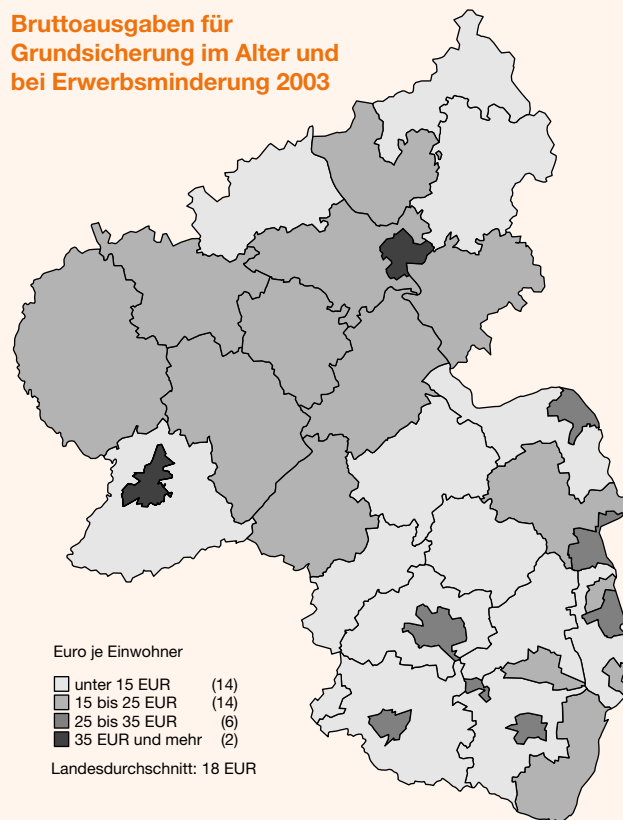 Bruttoausgaben für
Grundsicherung im Alter und
bei Erwerbsminderung 2003
Euro je Einwohner
unter 15 EUR (14)
15 bis 25 EUR (14)
25 bis 35 EUR (6)
35 EUR und mehr (2)
Landesdurchschnitt: 18 EUR